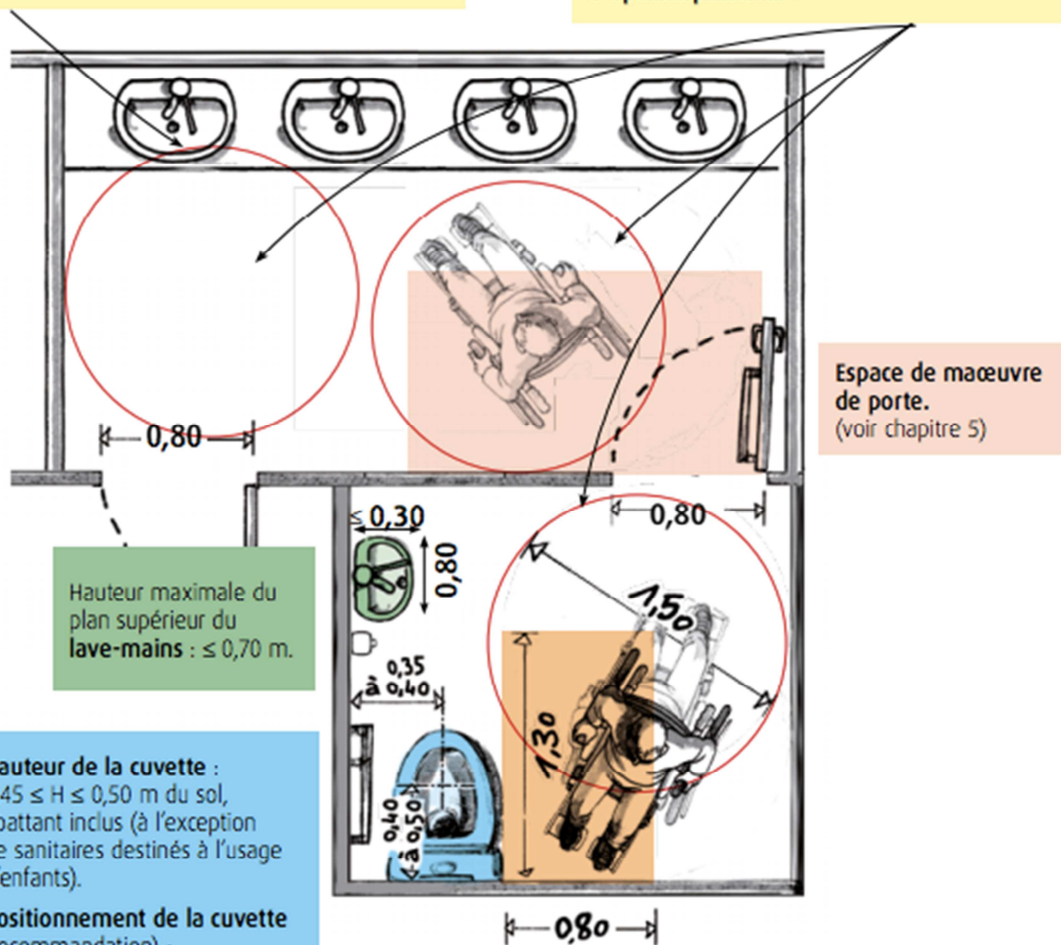 Espace de maœuvre
de porte.
(voir chapitre 5)
0,80
≤ 0,30
0,80
0,80
Hauteur maximale du
plan supérieur du
lave-mains : ≤ 0,70 m.
1,50
0,35
à 0,40
1,30
0,40
à 0,50
auteur de la cuvette :
45 ≤ H ≤ 0,50 m du sol,
battant inclus (à l'exception
e sanitaires destinés à l'usage
'enfants).
ositionnement de la cuvette
0,80